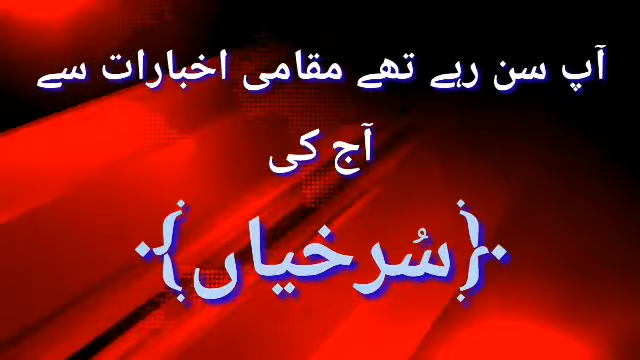 آپ سن رہے تھے مقامی اخبارات سے
آج کی
﴿سُرخیاں﴾